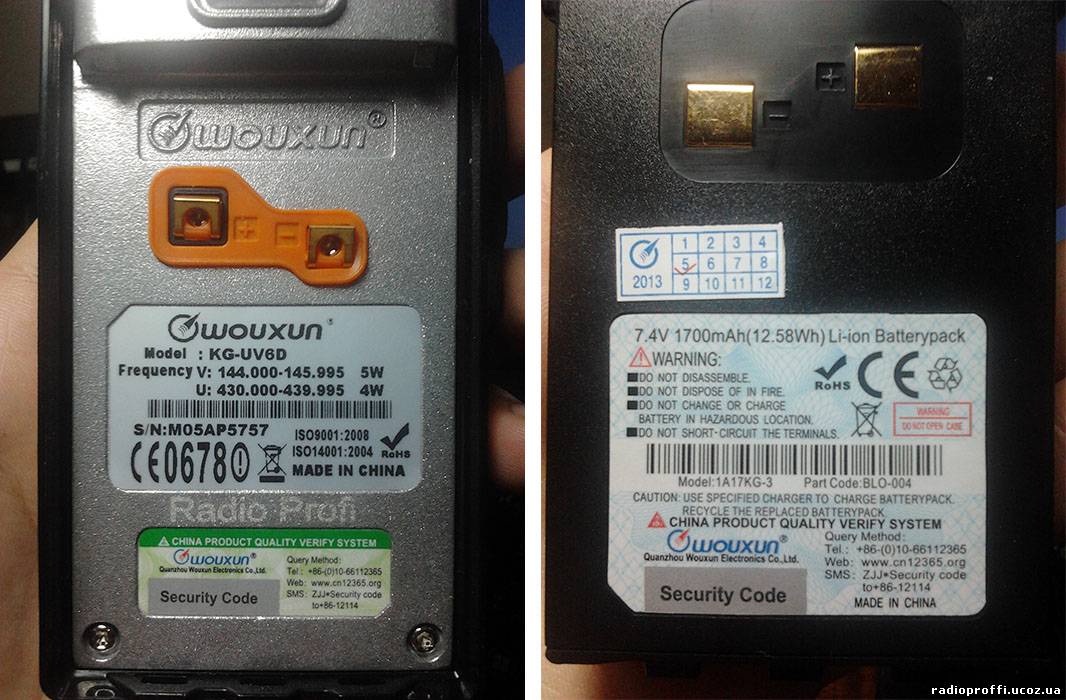 wouxun®
+ −
wouxun®
Model : KG-UV6D
Frequency V: 144.000-145.995 5W
U: 430.000-439.995 4W
S/N:M05AP5757
ISO9001:2008
ISO14001:2004
RoHS
CE0678
MADE IN CHINA
Radio Profi
CHINA PRODUCT QUALITY VERIFY SYSTEM
wouxun®
Quanzhou Wouxun Electronics Co.,Ltd.
Security Code
Query Method:
Tel.: +86-(0)10-66112365
Web: www.cn12365.org
SMS: ZJJ*Security code
to+86-12114
+
−
2013
1 2 3 4
5 6 7 8
9 10 11 12
7.4V 1700mAh(12.58Wh) Li-ion Batterypack
WARNING:
DO NOT DISASSEMBLE.
DO NOT DISPOSE OF IN FIRE.
DO NOT CHANGE OR CHARGE
BATTERY IN HAZARDOUS LOCATION.
DO NOT SHORT-CIRCUIT THE TERMINALS.
RoHS
CE
WARNING
DO NOT OPEN CASE
Model:1A17KG-3 Part Code:BLO-004
CAUTION: USE SPECIFIED CHARGER TO CHARGE BATTERYPACK.
RECYCLE THE REPLACED BATTERYPACK.
CHINA PRODUCT QUALITY VERIFY SYSTEM
wouxun®
Quanzhou Wouxun Electronics Co.,Ltd.
Security Code
Query Method:
Tel.: +86-(0)10-66112365
Web: www.cn12365.org
SMS: ZJJ*Security code
to+86-12114
MADE IN CHINA
radioproffi.ucoz.ua